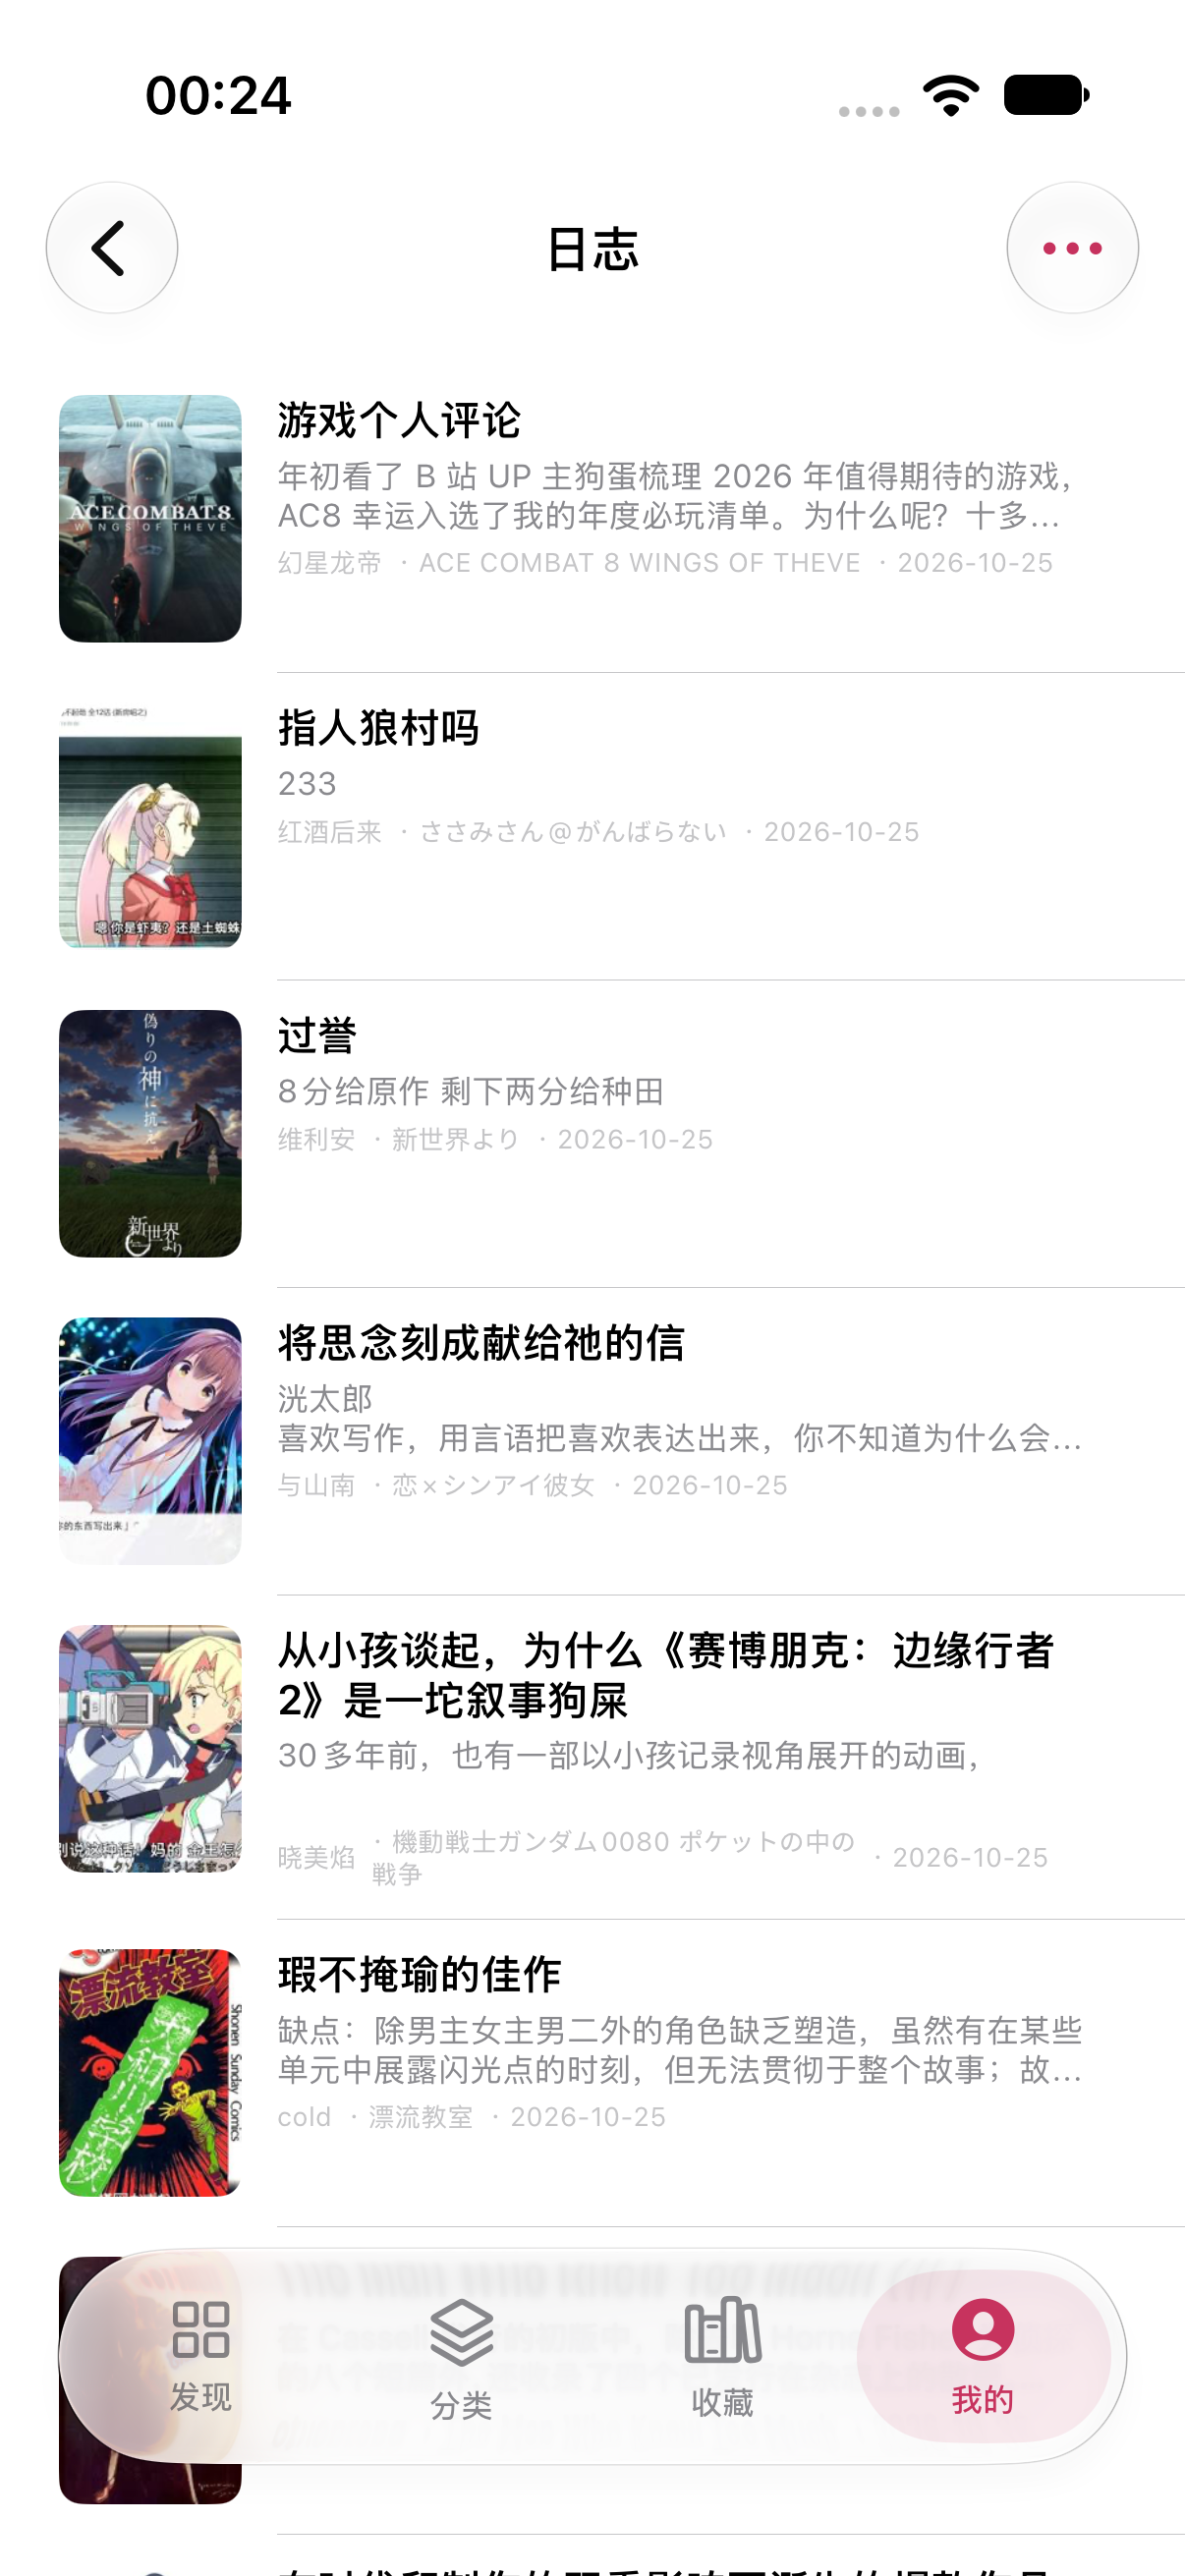 00:24
日志
游戏个人评论
年初看了 B 站 UP 主狗蛋梳理 2026 年值得期待的游戏，
AC8 幸运入选了我的年度必玩清单。为什么呢？十多...
幻星龙帝 · ACE COMBAT 8 WINGS OF THEVE · 2026-10-25
ACE COMBAT 8
WINGS OF THEVE
指人狼村吗
233
红酒后来 · ささみさん@がんばらない · 2026-10-25
嗯 你是虾夷？还是土蜘蛛
过誉
8分给原作 剩下两分给种田
维利安 · 新世界より · 2026-10-25
偽りの神に抗え
新世界より
将思念刻成献给祂的信
洸太郎
喜欢写作，用言语把喜欢表达出来，你不知道为什么会...
与山南 · 恋×シンアイ彼女 · 2026-10-25
你的东西写出来」
从小孩谈起，为什么《赛博朋克：边缘行者
2》是一坨叙事狗屎
30多年前，也有一部以小孩记录视角展开的动画，
晓美焰 · 機動戦士ガンダム0080 ポケットの中の
戦争 · 2026-10-25
别说这种话！妈的
瑕不掩瑜的佳作
缺点：除男主女主男二外的角色缺乏塑造，虽然有在某些
单元中展露闪光点的时刻，但无法贯彻于整个故事；故...
cold · 漂流教室 · 2026-10-25
漂流教室
Shonen Sunday Comics
发现
分类
收藏
我的